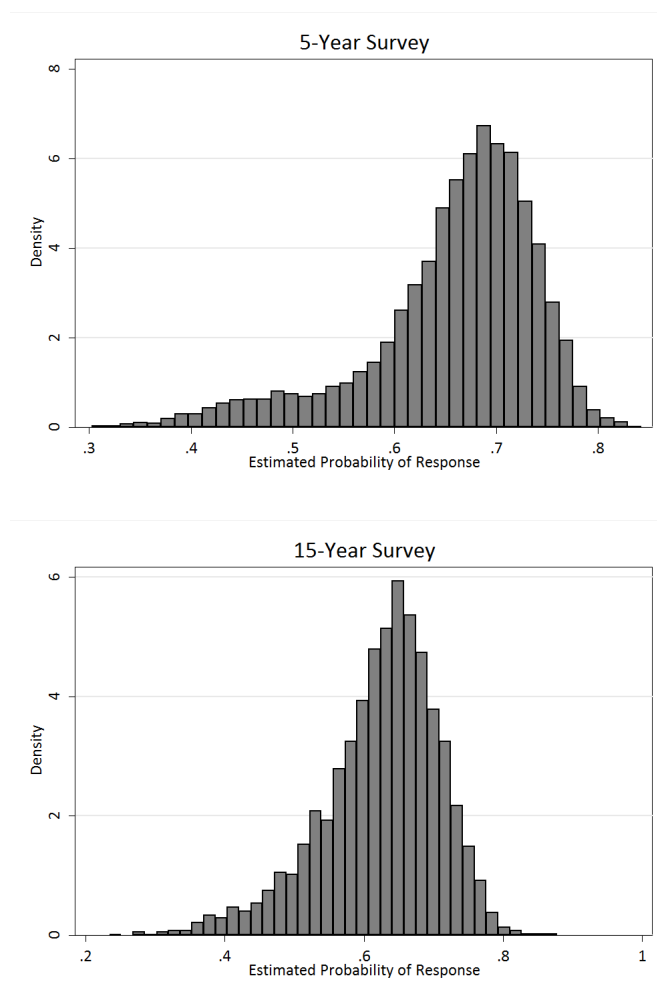 5-Year Survey
8
6
4
2
0
Density
.3 .4 .5 .6 .7 .8
Estimated Probability of Response
15-Year Survey
6
4
2
0
Density
.2 .4 .6 .8 1
Estimated Probability of Response